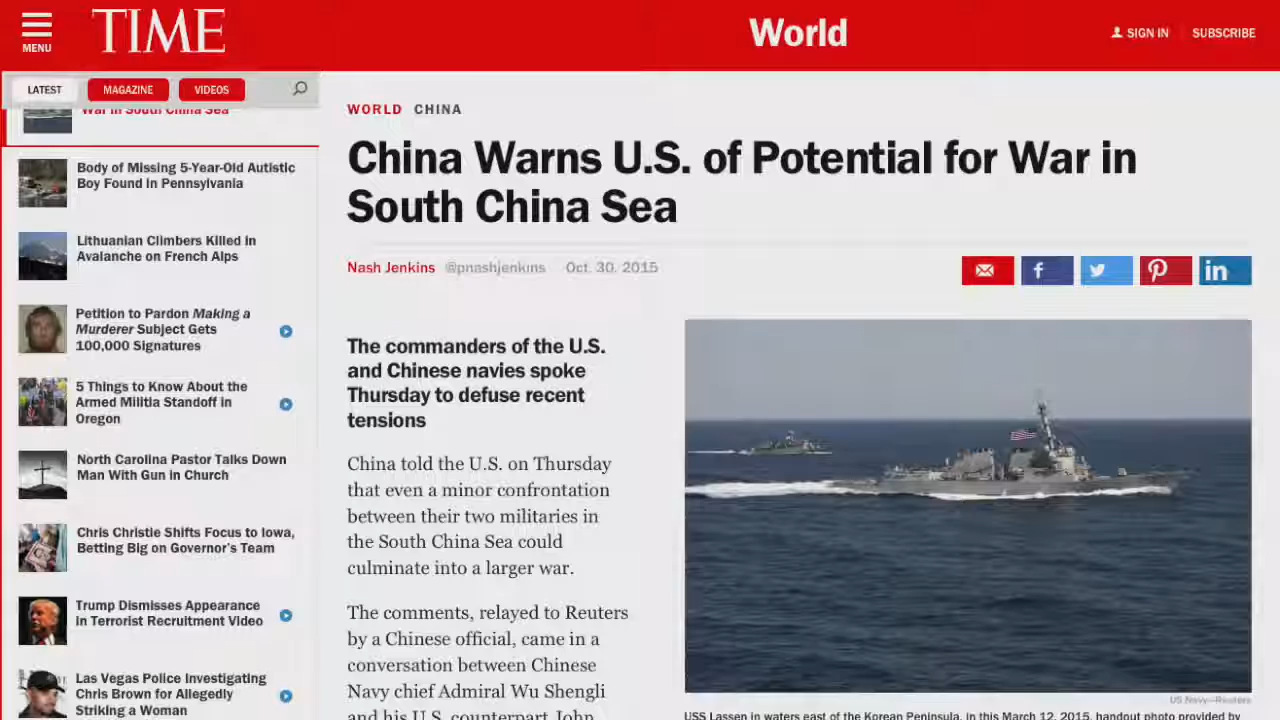 MENU
TIME
World
SIGN IN
SUBSCRIBE
LATEST
MAGAZINE
VIDEOS
War in South China Sea
Body of Missing 5-Year-Old Autistic
Boy Found in Pennsylvania
Lithuanian Climbers Killed in
Avalanche on French Alps
Petition to Pardon Making a
Murderer Subject Gets
100,000 Signatures
5 Things to Know About the
Armed Militia Standoff in
Oregon
North Carolina Pastor Talks Down
Man With Gun in Church
Chris Christie Shifts Focus to Iowa,
Betting Big on Governor's Team
Trump Dismisses Appearance
in Terrorist Recruitment Video
Las Vegas Police Investigating
Chris Brown for Allegedly
Striking a Woman
WORLD CHINA
China Warns U.S. of Potential for War in
South China Sea
Nash Jenkins @pnashjenkins Oct. 30. 2015
f
in
The commanders of the U.S.
and Chinese navies spoke
Thursday to defuse recent
tensions
China told the U.S. on Thursday
that even a minor confrontation
between their two militaries in
the South China Sea could
culminate into a larger war.
The comments, relayed to Reuters
by a Chinese official, came in a
conversation between Chinese
Navy chief Admiral Wu Shengli
and his U.S. counterpart John
US Navy—Reuters
USS Lassen in waters east of the Korean Peninsula, in this March 12, 2015, handout photo provided by